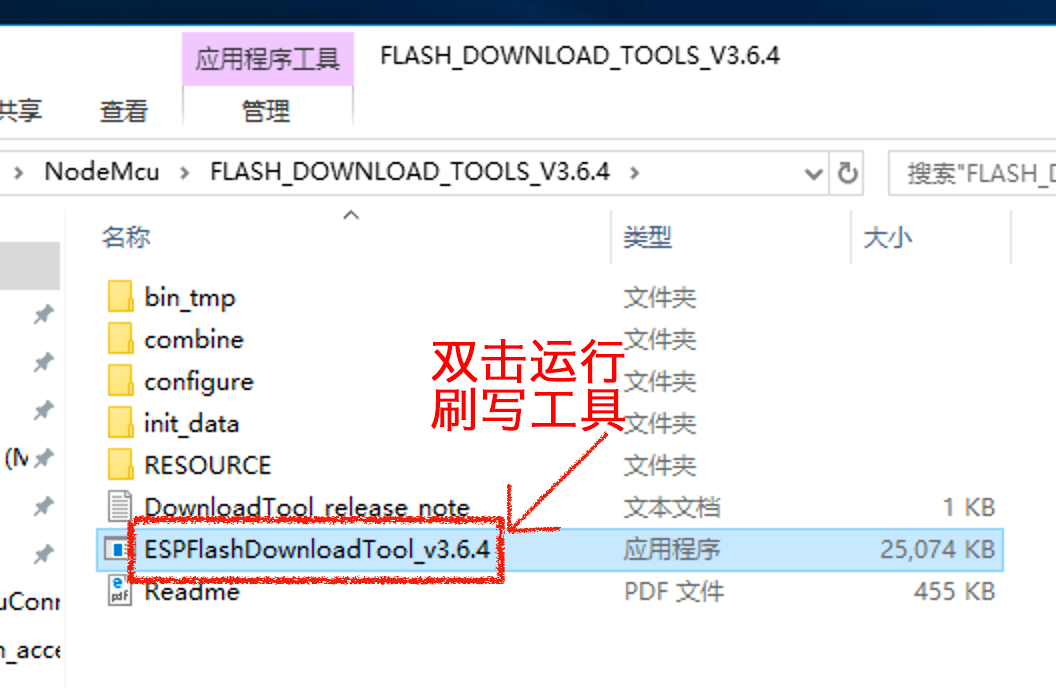 应用程序工具 FLASH_DOWNLOAD_TOOLS_V3.6.4
共享 查看 管理
NodeMcu FLASH_DOWNLOAD_TOOLS_V3.6.4 搜索"FLASH_D
名称 类型 大小
bin_tmp 文件夹
combine 文件夹
configure 文件夹
init_data 文件夹
RESOURCE 文件夹
双击运行
刷写工具
DownloadTool_release_note 文本文档 1 KB
ESPFlashDownloadTool_v3.6.4 应用程序 25,074 KB
Readme PDF 文件 455 KB
(M
uConn
n_acce